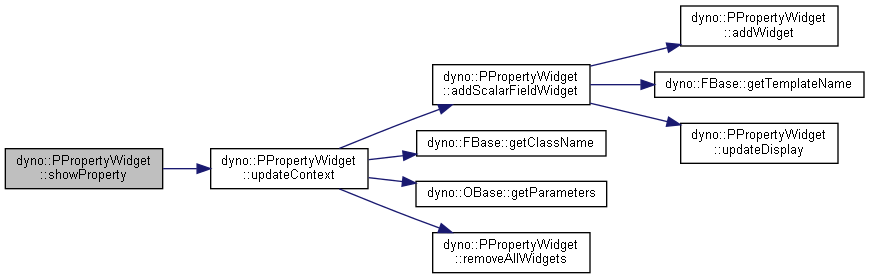 dyno::PPropertyWidget
::showProperty
dyno::PPropertyWidget
::updateContext
dyno::PPropertyWidget
::addScalarFieldWidget
dyno::FBase::getClassName
dyno::OBase::getParameters
dyno::PPropertyWidget
::removeAllWidgets
dyno::PPropertyWidget
::addWidget
dyno::FBase::getTemplateName
dyno::PPropertyWidget
::updateDisplay